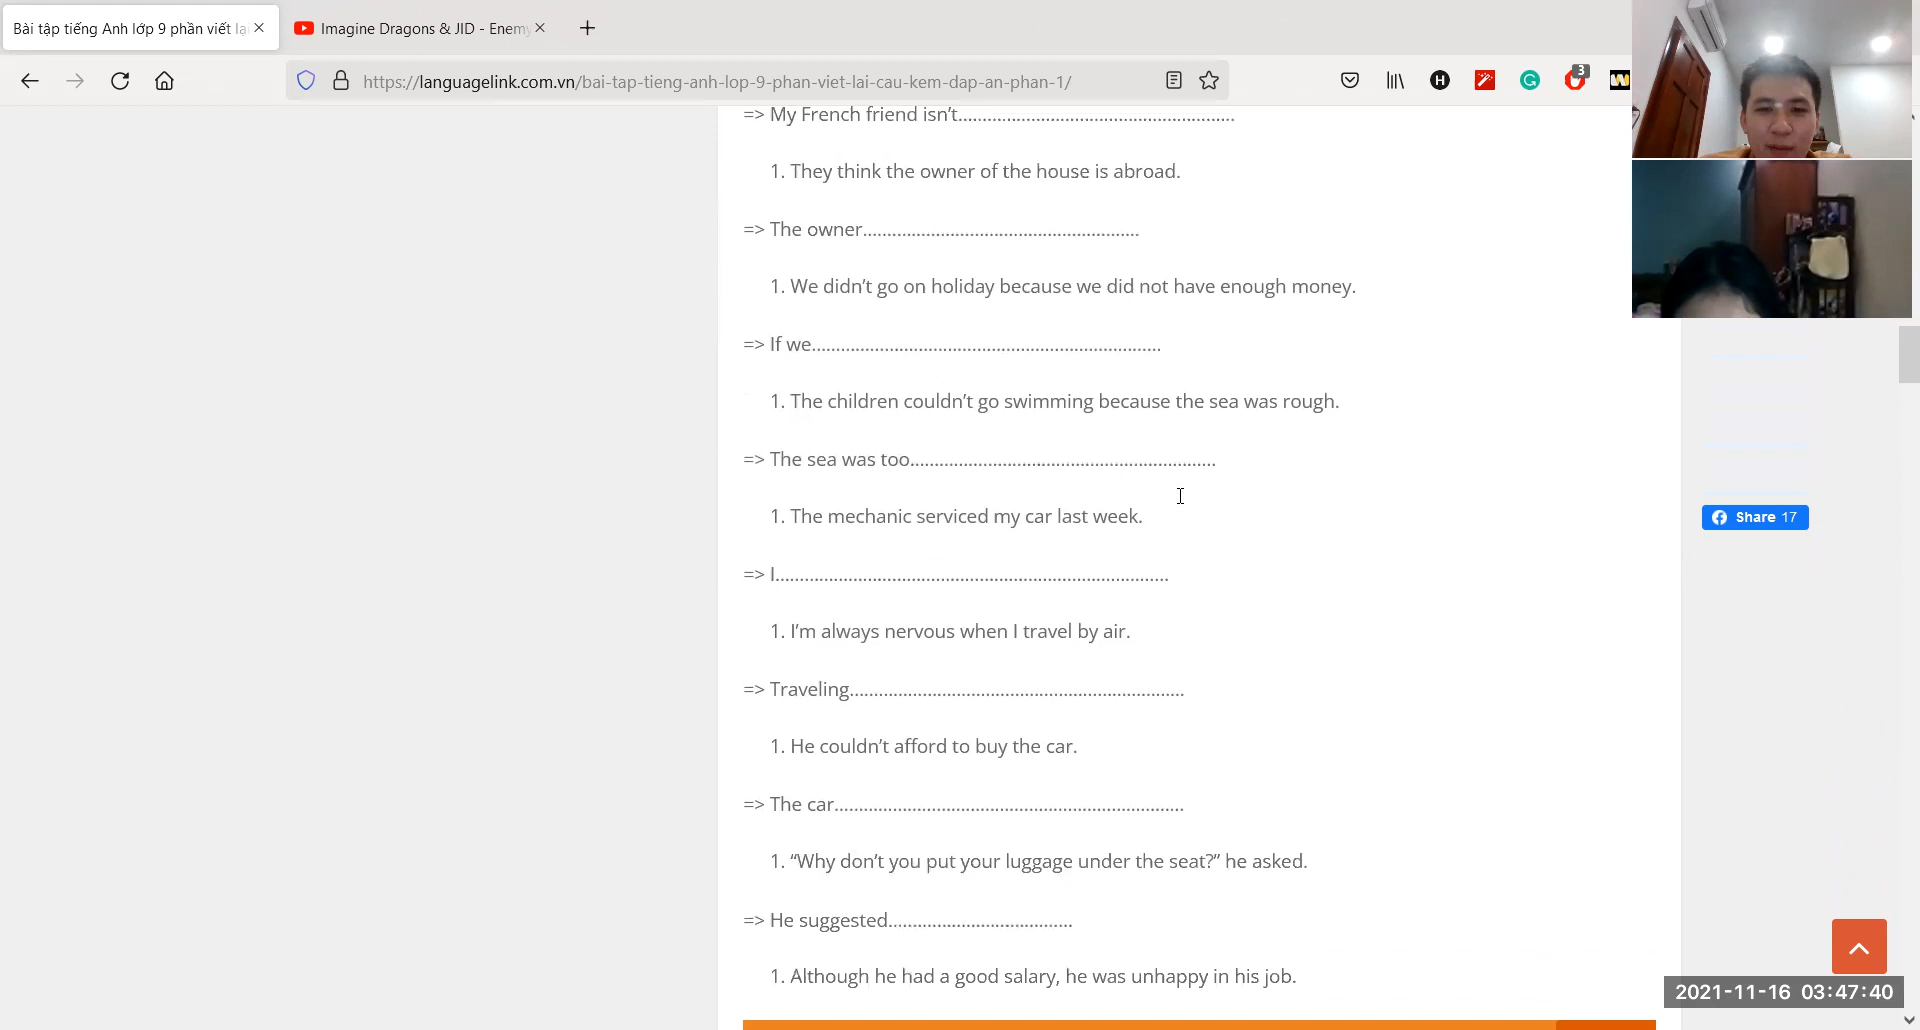 Bài tập tiếng Anh lớp 9 phần viết lại
Imagine Dragons & JID - Enemy
https://languagelink.com.vn/bai-tap-tieng-anh-lop-9-phan-viet-lai-cau-kem-dap-an-phan-1/
3
=> My French friend isn’t.........................................................
1. They think the owner of the house is abroad.
=> The owner.........................................................
1. We didn’t go on holiday because we did not have enough money.
=> If we........................................................................
1. The children couldn’t go swimming because the sea was rough.
=> The sea was too...............................................................
1. The mechanic serviced my car last week.
=> I.................................................................................
Share 17
1. I’m always nervous when I travel by air.
=> Traveling.....................................................................
1. He couldn’t afford to buy the car.
=> The car........................................................................
1. “Why don’t you put your luggage under the seat?” he asked.
=> He suggested......................................
1. Although he had a good salary, he was unhappy in his job.
2021-11-16 03:47:40